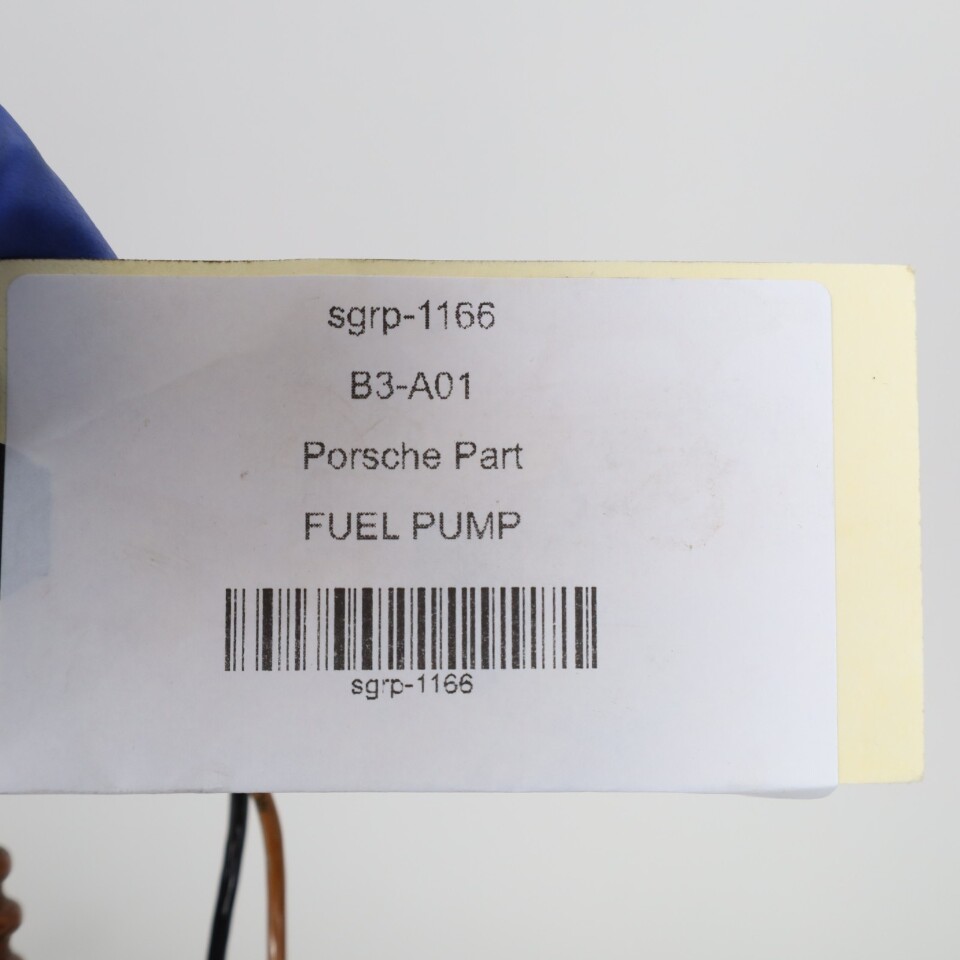 sgrp-1166
B3-A01
Porsche Part
FUEL PUMP
sgrp-1166